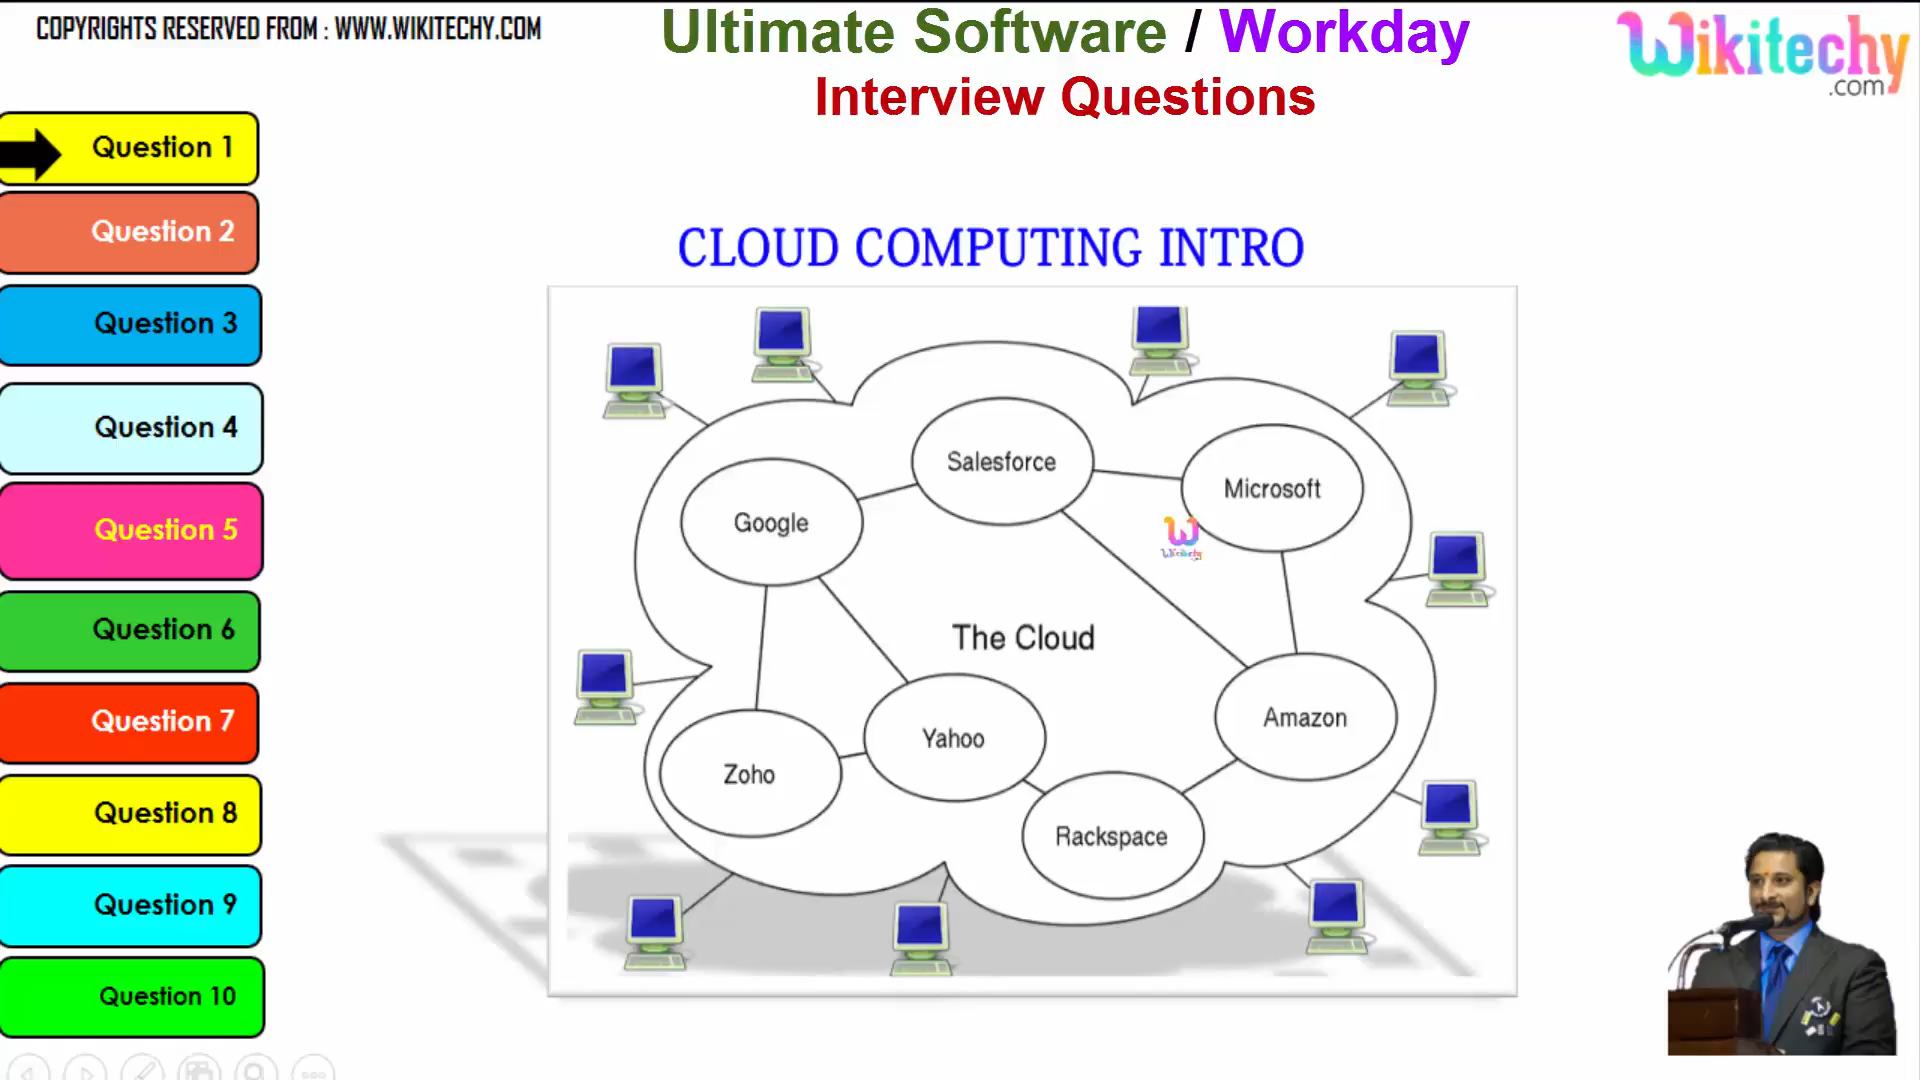 COPYRIGHTS RESERVED FROM : WWW.WIKITECHY.COM
Ultimate Software / Workday
Interview Questions
Wikitechy
.com
Question 1
Question 2
Question 3
Question 4
Question 5
Question 6
Question 7
Question 8
Question 9
Question 10
CLOUD COMPUTING INTRO
Salesforce
Microsoft
Google
Wikitechy
The Cloud
Amazon
Yahoo
Zoho
Rackspace